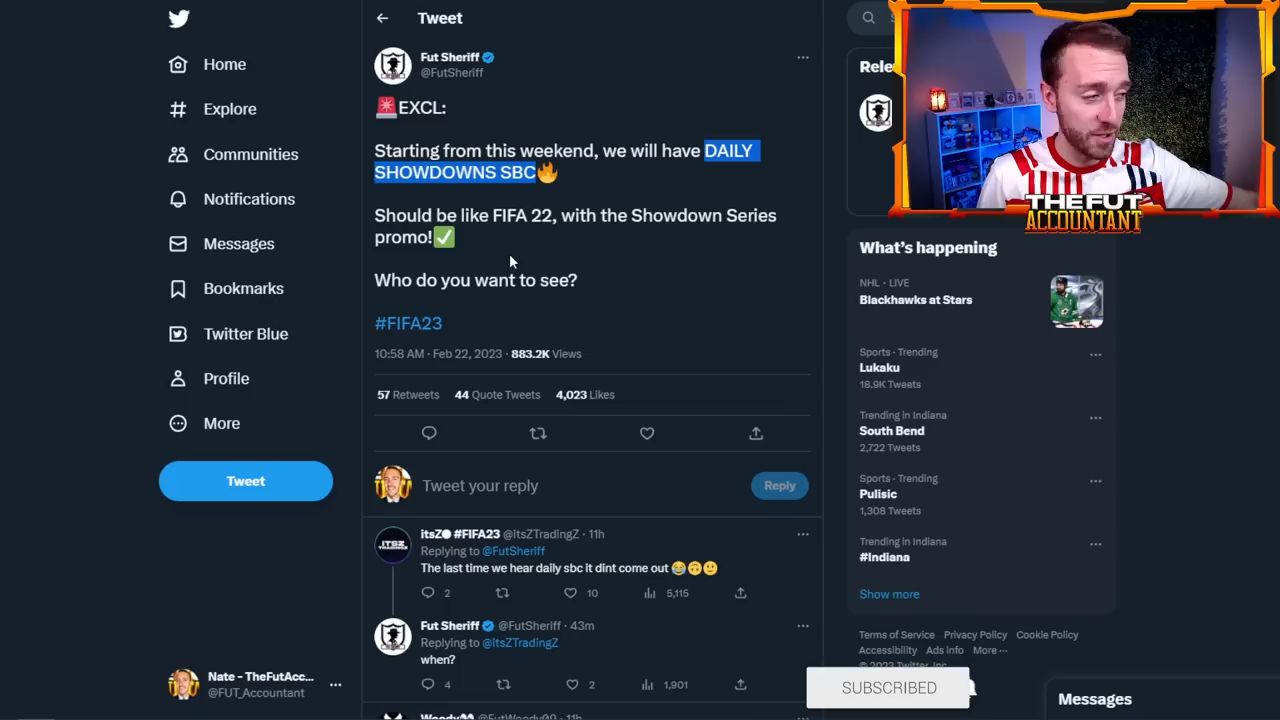 Home
Explore
Communities
Notifications
Messages
Bookmarks
Twitter Blue
Profile
More
Tweet
Nate - TheFutAcc...
@FUT_Accountant
Tweet
Fut Sheriff
@FutSheriff
🚨EXCL:
Starting from this weekend, we will have DAILY
SHOWDOWNS SBC🔥
Should be like FIFA 22, with the Showdown Series
promo!✅
Who do you want to see?
#FIFA23
10:58 AM · Feb 22, 2023 · 883.2K Views
57 Retweets 44 Quote Tweets 4,023 Likes
Tweet your reply
Reply
#FIFA23 @itsZTradingZ · 11h
Replying to @FutSheriff
The last time we hear daily sbc it dint come out 😂🙃🙂
2 10 5,115
Fut Sheriff @FutSheriff · 43m
Replying to @itsZTradingZ
when?
4 2 1,901
THE FUT
ACCOUNTANT
What's happening
NHL · LIVE
Blackhawks at Stars
Sports · Trending
Lukaku
18.9K Tweets
Trending in Indiana
South Bend
2,722 Tweets
Sports · Trending
Pulisic
1,308 Tweets
Trending in Indiana
#Indiana
Show more
Terms of Service Privacy Policy Cookie Policy
Accessibility Ads info More ...
© 2023 Twitter, Inc.
SUBSCRIBED
Messages